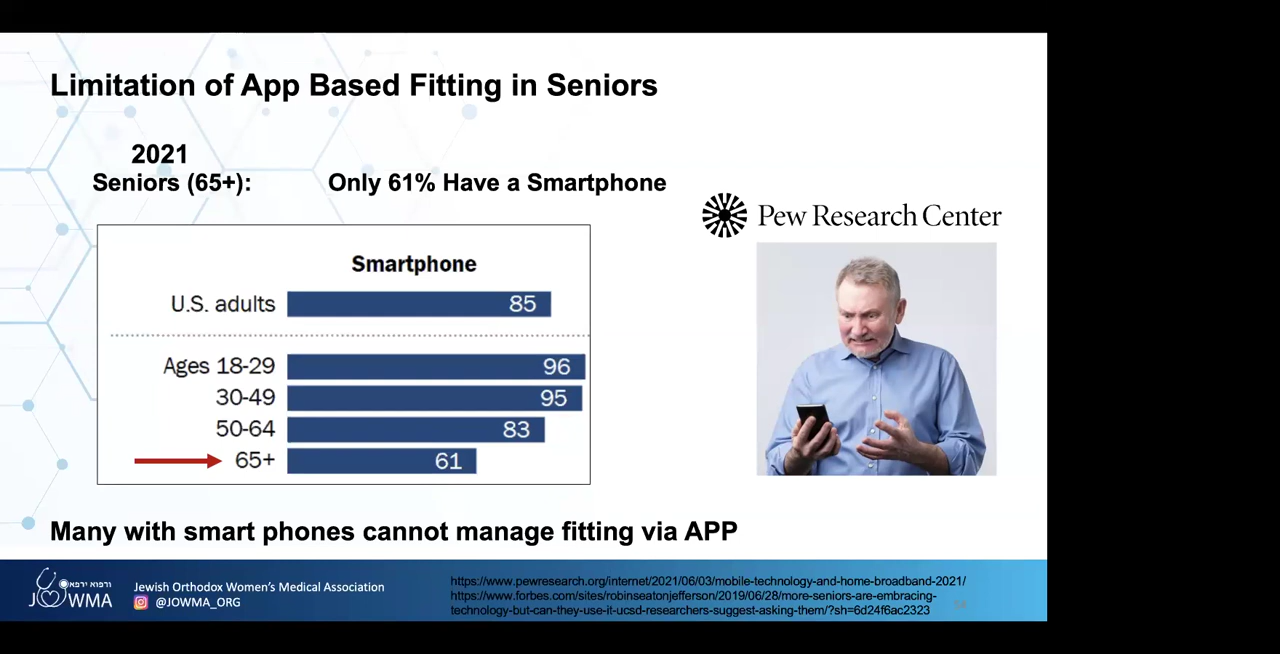 Limitation of App Based Fitting in Seniors
2021
Seniors (65+):
Only 61% Have a Smartphone
Pew Research Center
Smartphone
U.S. adults 85
Ages 18-29 96
30-49 95
50-64 83
65+ 61
Many with smart phones cannot manage fitting via APP
ורפוא ירפא
JOWMA
Jewish Orthodox Women's Medical Association
@JOWMA_ORG
https://www.pewresearch.org/internet/2021/06/03/mobile-technology-and-home-broadband-2021/
https://www.forbes.com/sites/robinseatonjefferson/2019/06/28/more-seniors-are-embracing-
technology-but-can-they-use-it-ucsd-researchers-suggest-asking-them/?sh=6d24f6ac2323